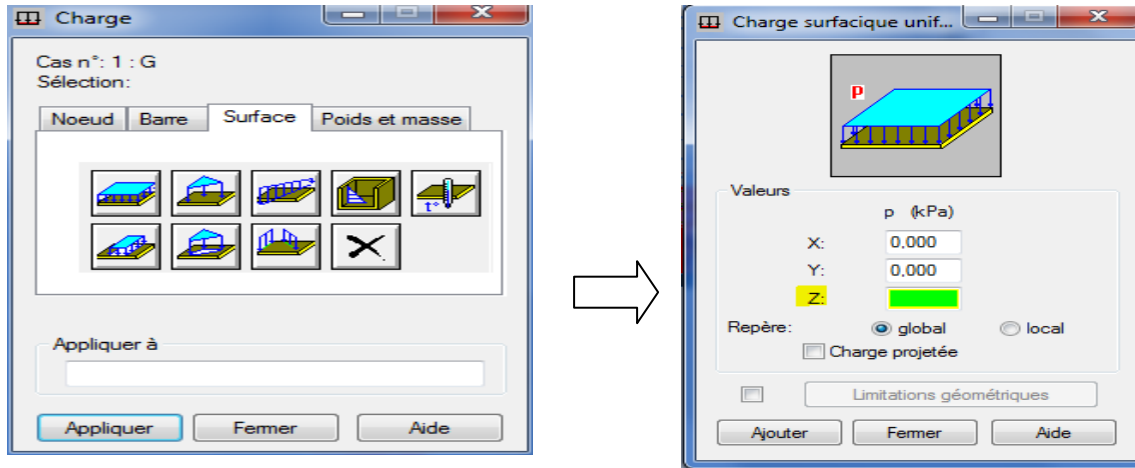 Charge
Cas n°: 1 : G
Sélection:
Noeud Barre Surface Poids et masse
t°
Appliquer à
Appliquer Fermer Aide
Charge surfacique unif...
p
Valeurs
p (kPa)
X: 0,000
Y: 0,000
Z:
Repère: global local
Charge projetée
Limitations géométriques
Ajouter Fermer Aide